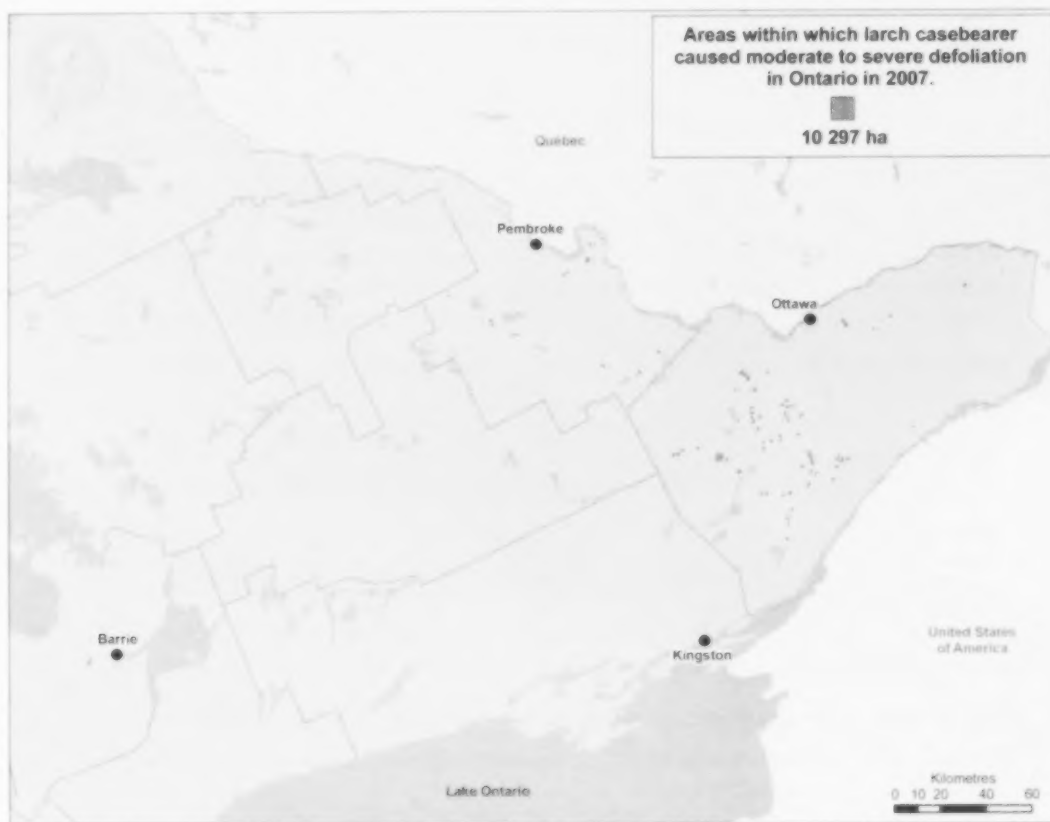 Areas within which larch casebearer
caused moderate to severe defoliation
in Ontario in 2007.
10 297 ha
Québec
Pembroke
Ottawa
Barrie
Kingston
United States
of America
Lake Ontario
Kilometres
0 10 20 40 60